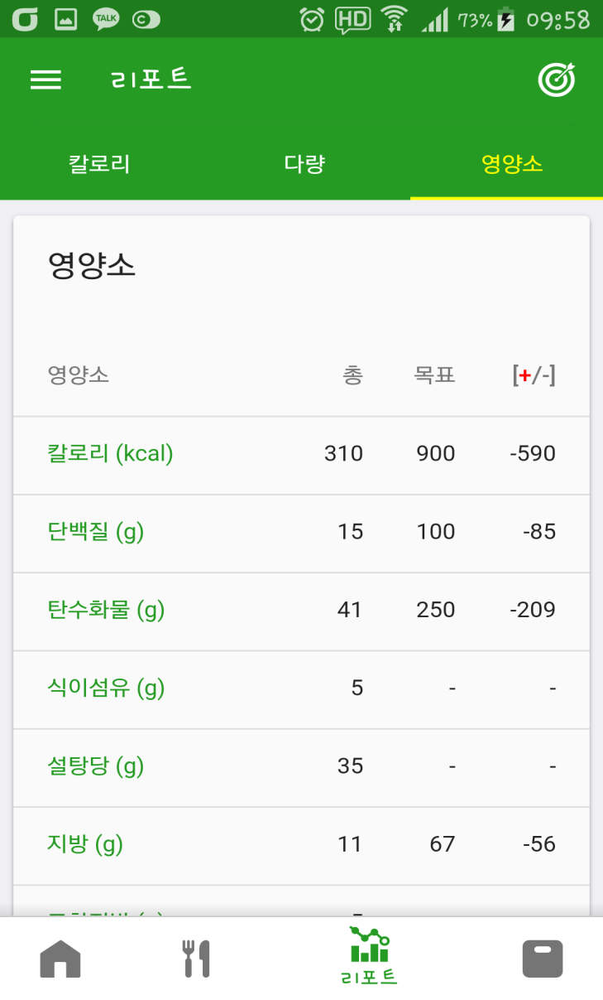 TALK C HD 73% 09:58
리포트
칼로리 다량 영양소
영양소
영양소 총 목표 [+/-]
칼로리 (kcal) 310 900 -590
단백질 (g) 15 100 -85
탄수화물 (g) 41 250 -209
식이섬유 (g) 5 - -
설탕당 (g) 35 - -
지방 (g) 11 67 -56
리포트